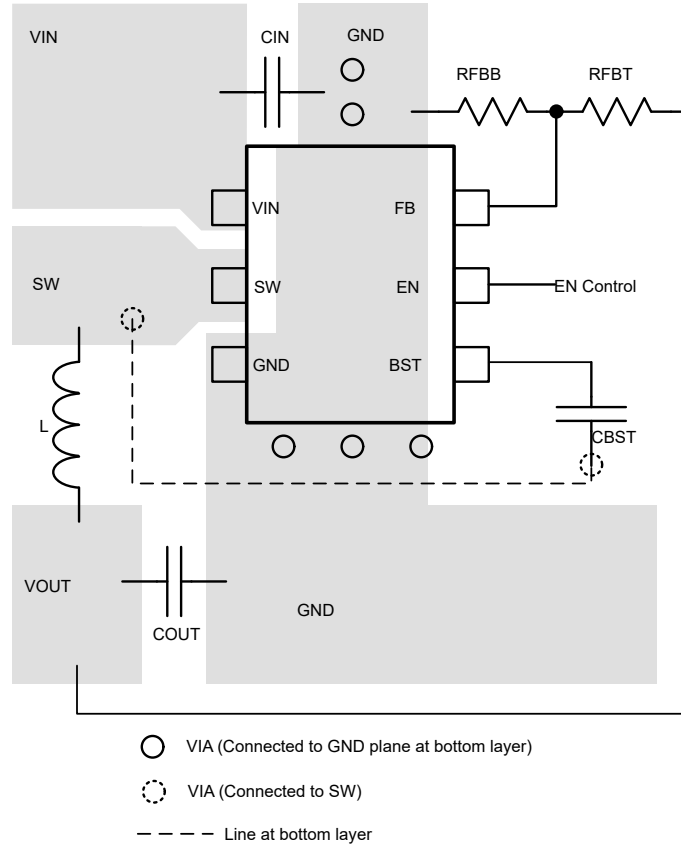 VIN
CIN
GND
RFBB
RFBT
VIN
FB
SW
SW
EN
EN Control
GND
BST
L
CBST
VOUT
COUT
GND
VIA (Connected to GND plane at bottom layer)
VIA (Connected to SW)
Line at bottom layer